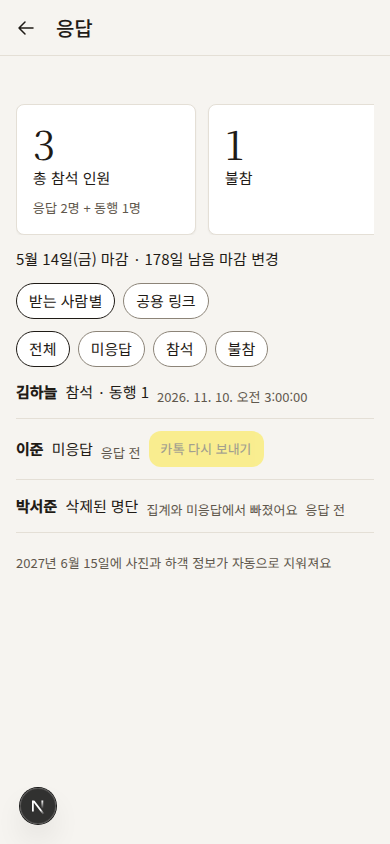 응답
3
총 참석 인원
응답 2명 + 동행 1명
1
불참
5월 14일(금) 마감 · 178일 남음 마감 변경
받는 사람별 공용 링크
전체 미응답 참석 불참
김하늘 참석 · 동행 1 2026. 11. 10. 오전 3:00:00
이준 미응답 응답 전 카톡 다시 보내기
박서준 삭제된 명단 집계와 미응답에서 빠졌어요 응답 전
2027년 6월 15일에 사진과 하객 정보가 자동으로 지워져요
N